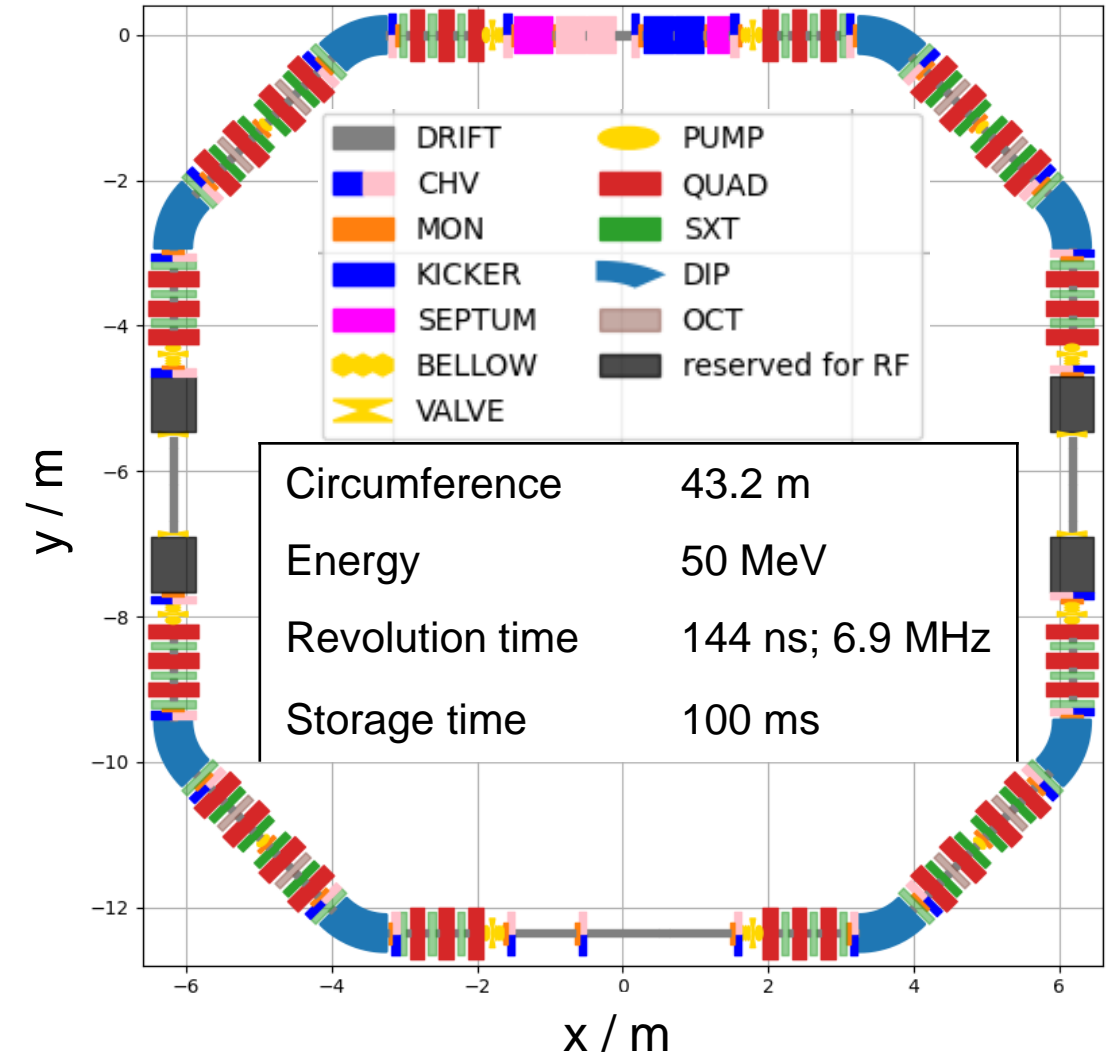 0
−2
−4
−6
−8
−10
−12
y / m
DRIFT
CHV
MON
KICKER
SEPTUM
BELLOW
VALVE
PUMP
QUAD
SXT
DIP
OCT
reserved for RF
Circumference 43.2 m
Energy 50 MeV
Revolution time 144 ns; 6.9 MHz
Storage time 100 ms
−6 −4 −2 0 2 4 6
x / m